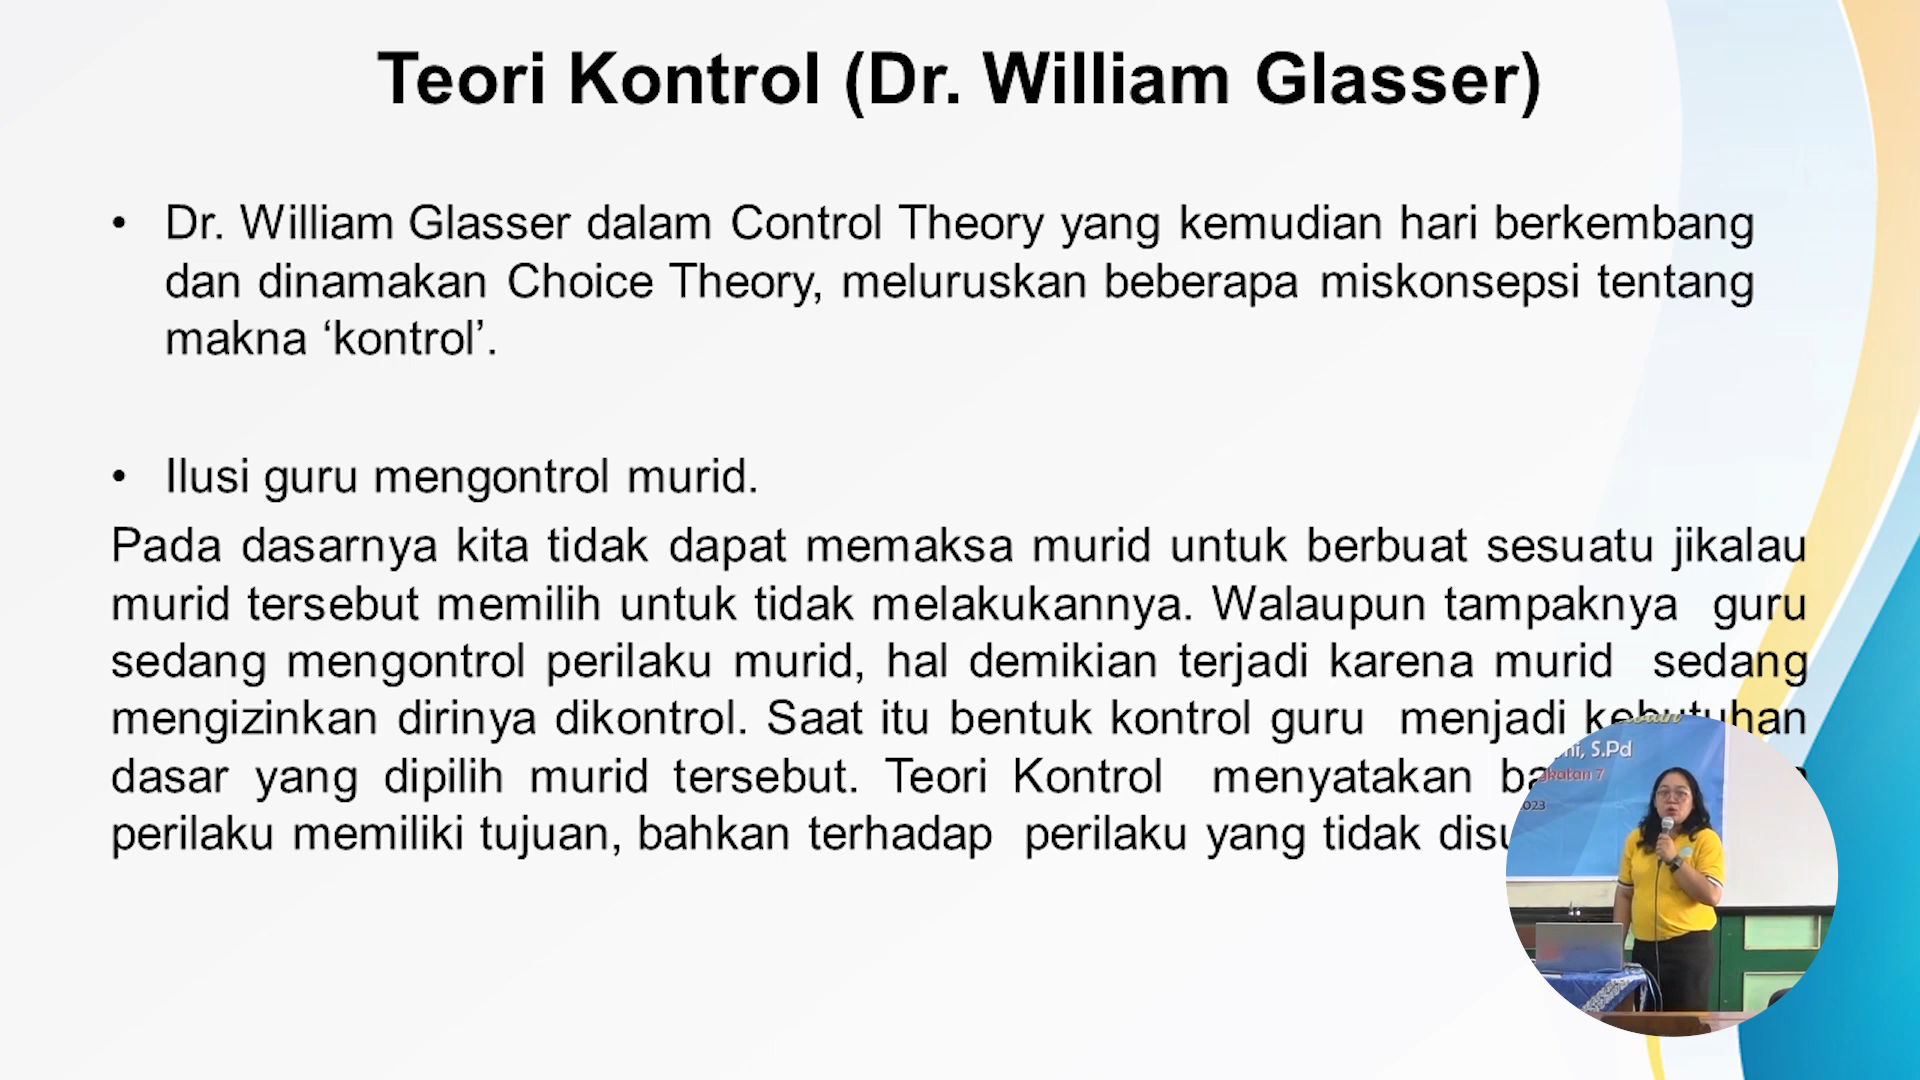 Teori Kontrol (Dr. William Glasser)
• Dr. William Glasser dalam Control Theory yang kemudian hari berkembang
dan dinamakan Choice Theory, meluruskan beberapa miskonsepsi tentang
makna ‘kontrol’.
• Ilusi guru mengontrol murid.
Pada dasarnya kita tidak dapat memaksa murid untuk berbuat sesuatu jikalau
murid tersebut memilih untuk tidak melakukannya. Walaupun tampaknya guru
sedang mengontrol perilaku murid, hal demikian terjadi karena murid sedang
mengizinkan dirinya dikontrol. Saat itu bentuk kontrol guru menjadi kebutuhan
dasar yang dipilih murid tersebut. Teori Kontrol menyatakan
perilaku memiliki tujuan, bahkan terhadap perilaku yang tidak
S.Pd